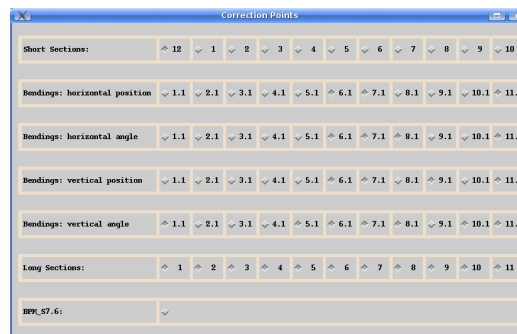 Correction Points
Short Sections: 12 1 2 3 4 5 6 7 8 9 10
Bendings: horizontal position 1.1 2.1 3.1 4.1 5.1 6.1 7.1 8.1 9.1 10.1 11.
Bendings: horizontal angle 1.1 2.1 3.1 4.1 5.1 6.1 7.1 8.1 9.1 10.1 11.
Bendings: vertical position 1.1 2.1 3.1 4.1 5.1 6.1 7.1 8.1 9.1 10.1 11.
Bendings: vertical angle 1.1 2.1 3.1 4.1 5.1 6.1 7.1 8.1 9.1 10.1 11.
Long Sections: 1 2 3 4 5 6 7 8 9 10 11
BPM_S7.6: